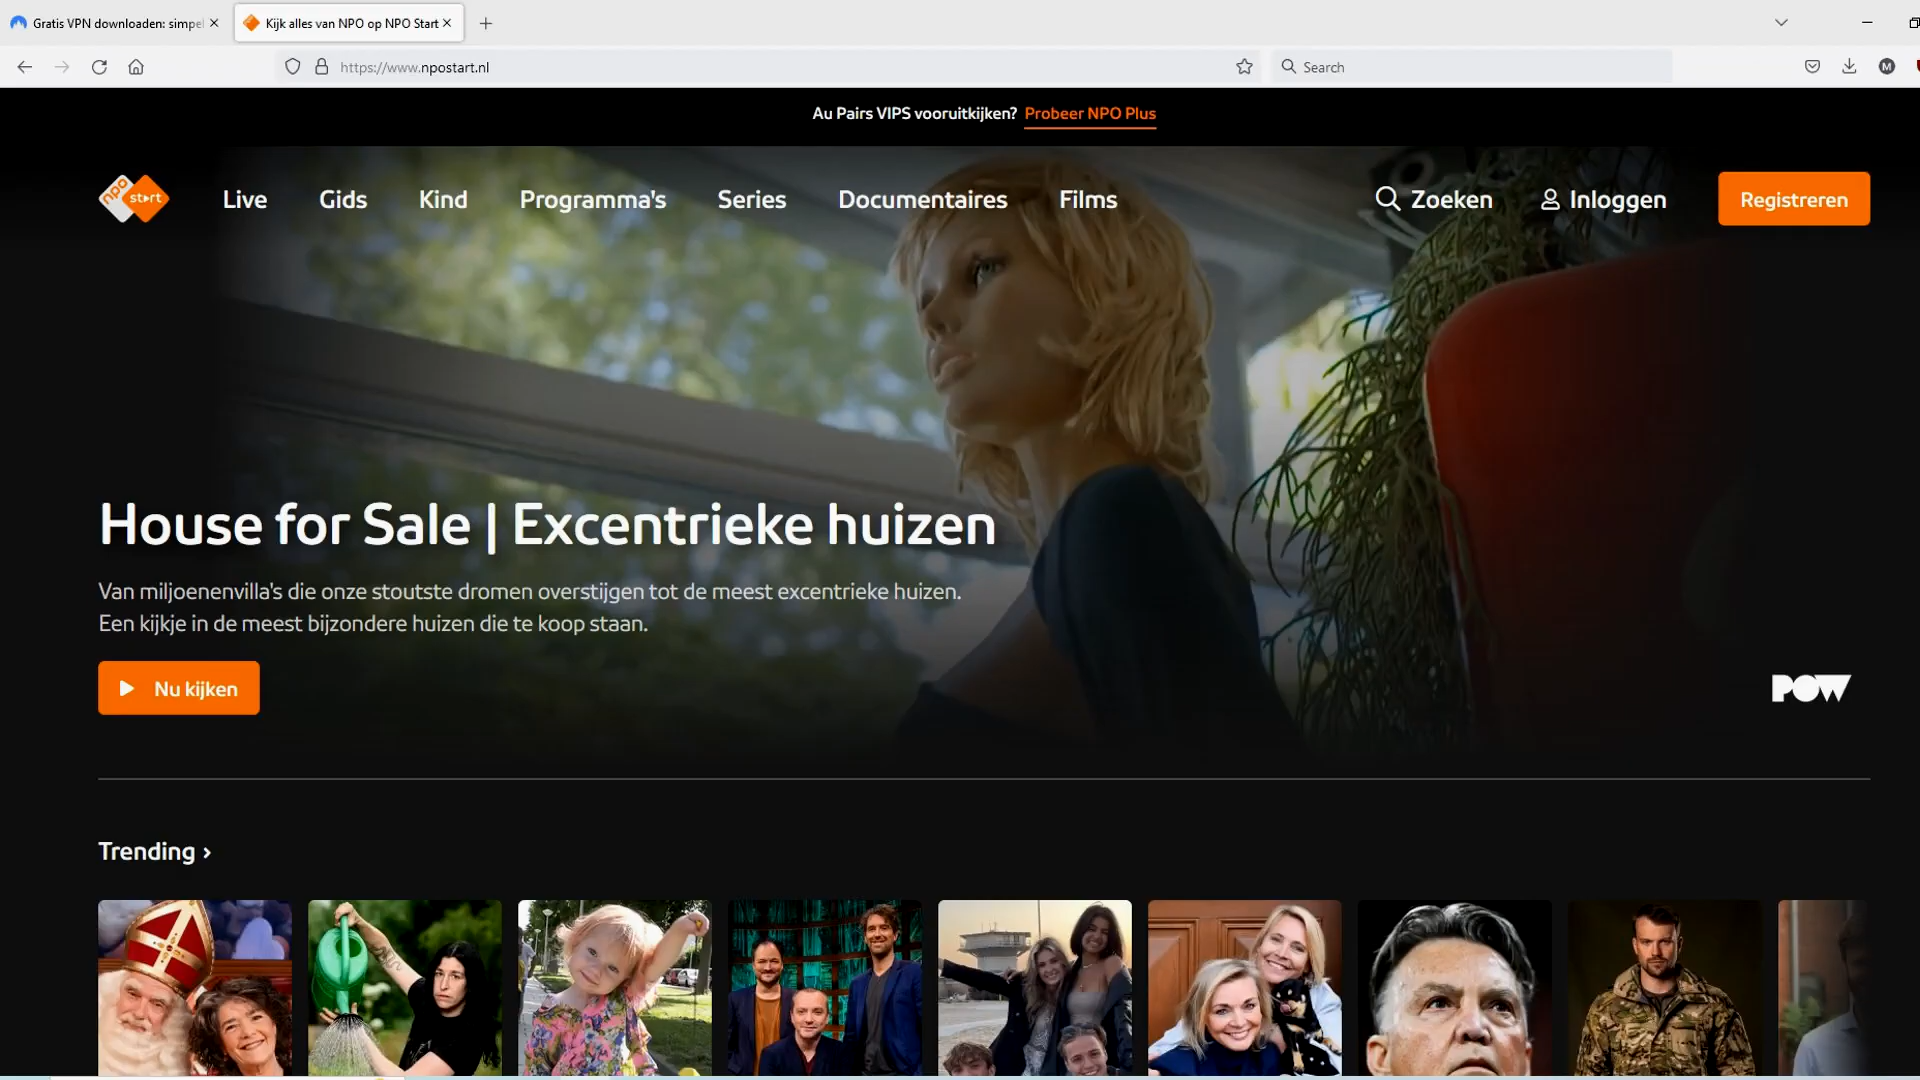 Gratis VPN downloaden: simpe
Kijk alles van NPO op NPO Start
https://www.npostart.nl
Search
M
Au Pairs VIPS vooruitkijken? Probeer NPO Plus
npo start
Live
Gids
Kind
Programma's
Series
Documentaires
Films
Zoeken
Inloggen
Registreren
House for Sale | Excentrieke huizen
Van miljoenenvilla's die onze stoutste dromen overstijgen tot de meest excentrieke huizen.
Een kijkje in de meest bijzondere huizen die te koop staan.
Nu kijken
POW
Trending